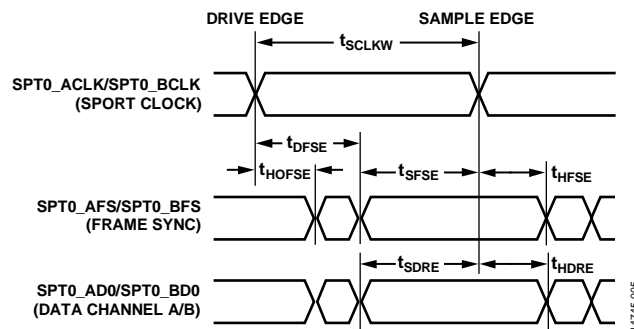 DRIVE EDGE SAMPLE EDGE
tSCLKW
SPT0_ACLK/SPT0_BCLK
(SPORT CLOCK)
tDFSE
tHOFSE tSFSE tHFSE
SPT0_AFS/SPT0_BFS
(FRAME SYNC)
tSDRE tHDRE
SPT0_AD0/SPT0_BD0
(DATA CHANNEL A/B)